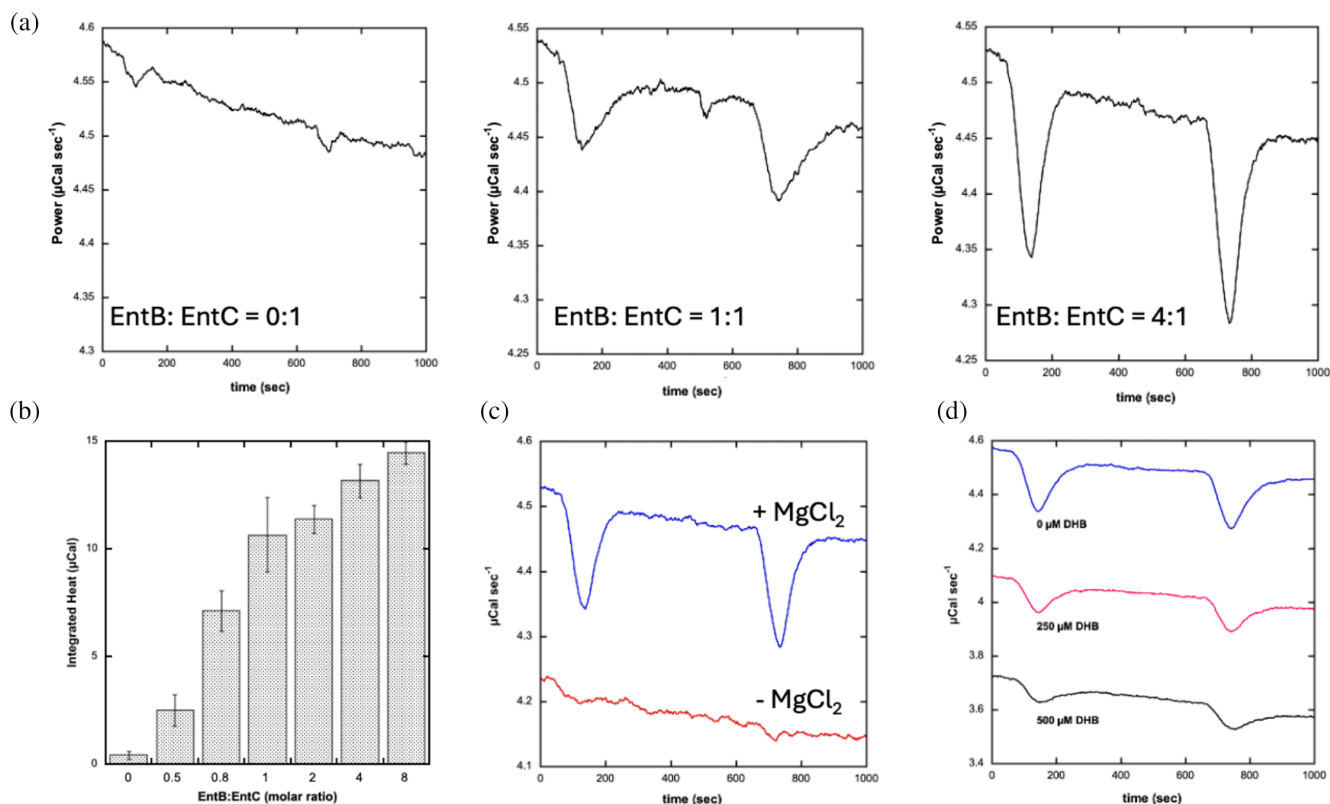 (a)
4.6
4.55
4.5
4.45
4.4
4.35
4.3
Power (µCal sec⁻¹)
EntB: EntC = 0:1
0 200 400 600 800 1000
time (sec)
4.55
4.5
4.45
4.4
4.35
4.3
4.25
Power (µCal sec⁻¹)
EntB: EntC = 1:1
0 200 400 600 800 1000
time (sec)
4.55
4.5
4.45
4.4
4.35
4.3
4.25
Power (µCal sec⁻¹)
EntB: EntC = 4:1
0 200 400 600 800 1000
time (sec)
(b)
15
10
5
0
Integrated Heat (µCal)
0 0.5 0.8 1 2 4 8
EntB:EntC (molar ratio)
(c)
4.6
4.5
4.4
4.3
4.2
4.1
µCal sec⁻¹
+ MgCl₂
- MgCl₂
0 200 400 600 800 1000
time (sec)
(d)
4.6
4.4
4.2
4
3.8
3.6
3.4
µCal sec⁻¹
0 µM DHB
250 µM DHB
500 µM DHB
0 200 400 600 800 1000
time (sec)